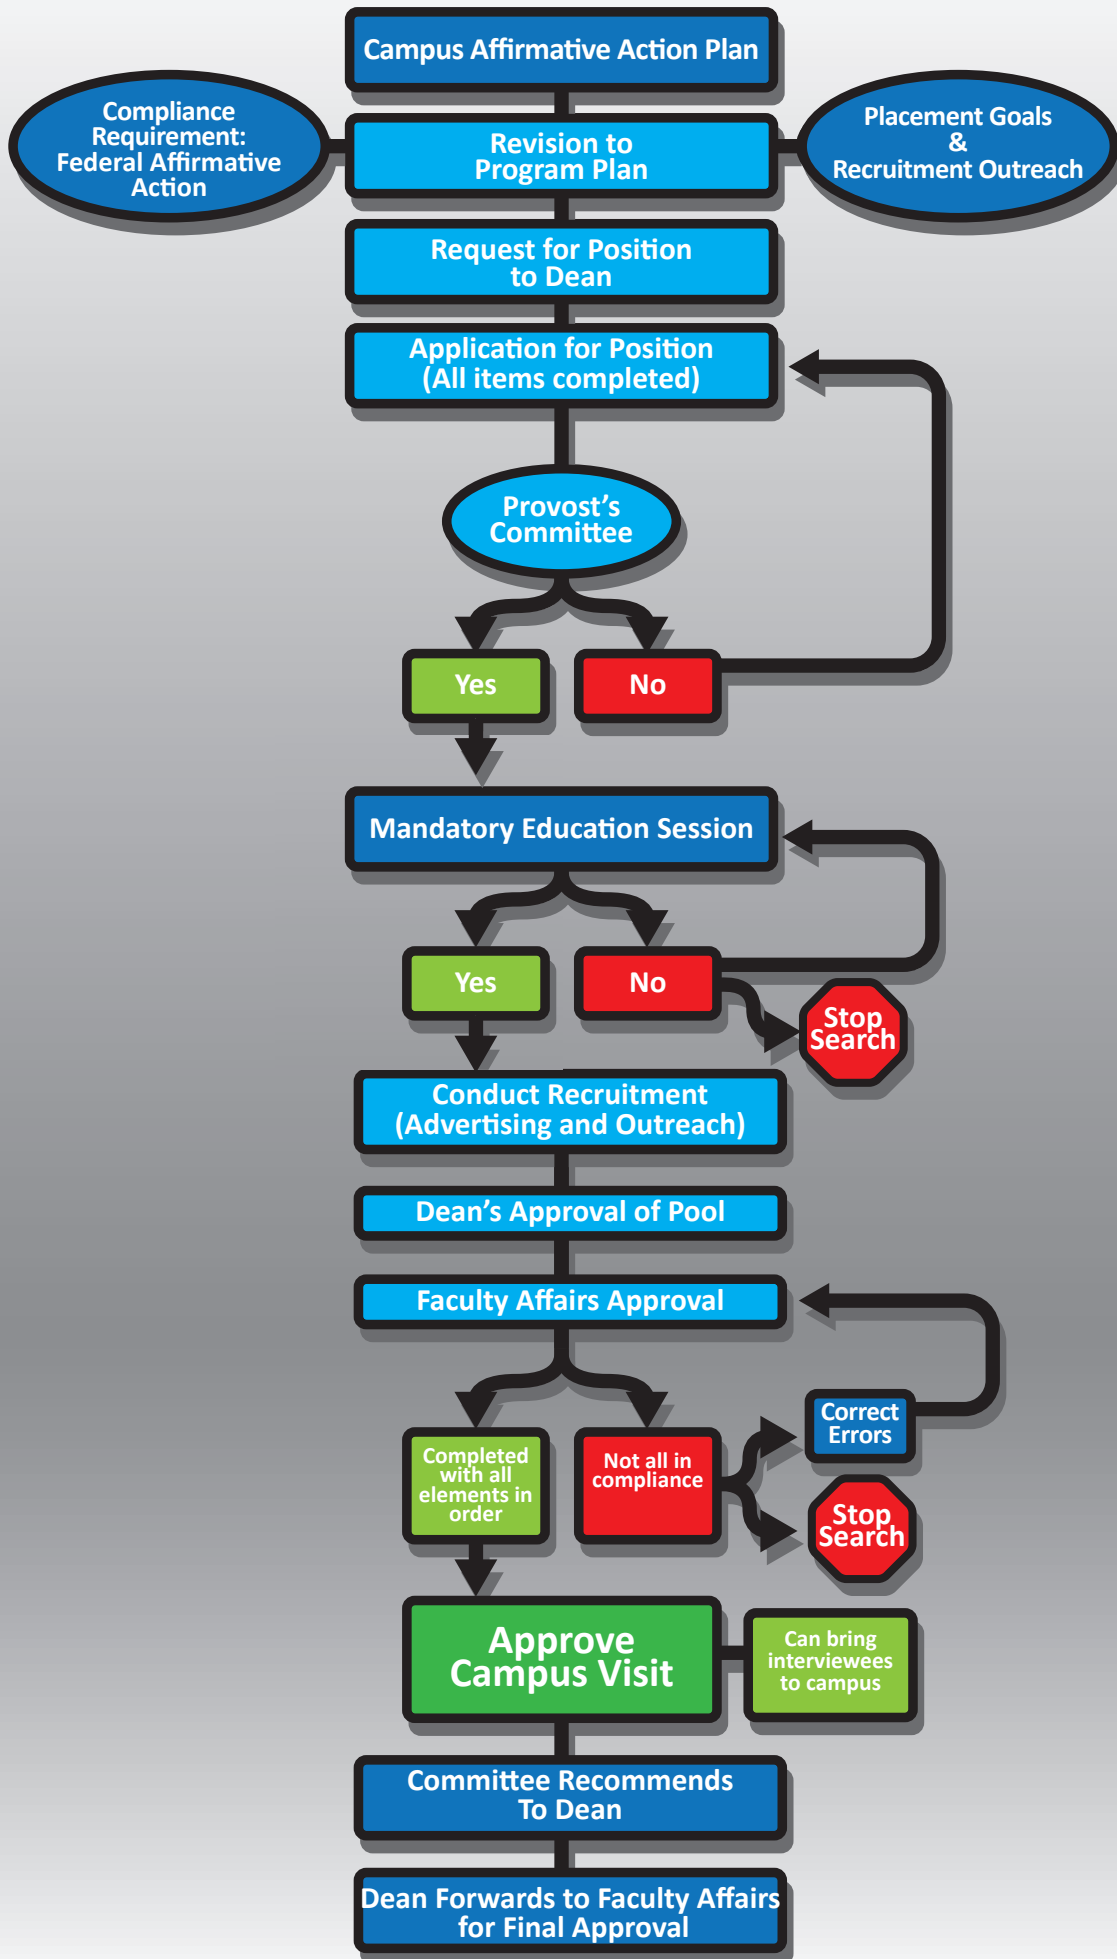 Campus Affirmative Action Plan
Compliance
Requirement:
Federal Affirmative
Action
Revision to
Program Plan
Placement Goals
&
Recruitment Outreach
Request for Position
to Dean
Application for Position
(All items completed)
Provost’s
Committee
Yes
No
Mandatory Education Session
Yes
No
Stop
Search
Conduct Recruitment
(Advertising and Outreach)
Dean’s Approval of Pool
Faculty Affairs Approval
Completed
with all
elements in
order
Not all in
compliance
Correct
Errors
Stop
Search
Approve
Campus Visit
Can bring
interviewees
to campus
Committee Recommends
To Dean
Dean Forwards to Faculty Affairs
for Final Approval